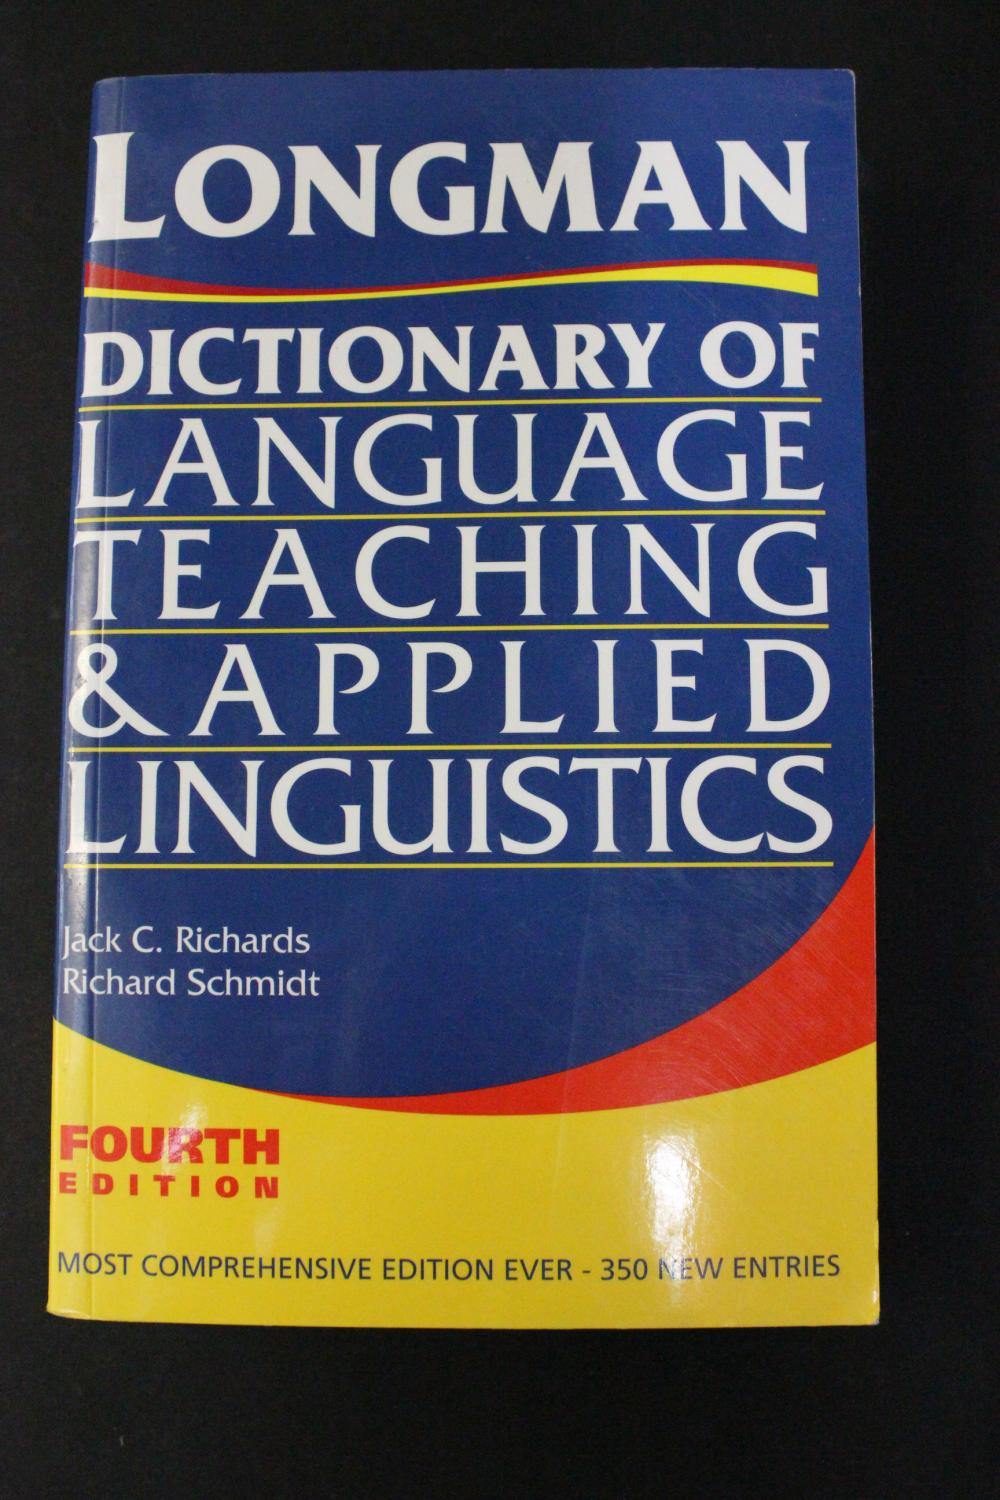 LONGMAN
DICTIONARY OF
LANGUAGE
TEACHING
& APPLIED
LINGUISTICS
Jack C. Richards
Richard Schmidt
FOURTH
EDITION
MOST COMPREHENSIVE EDITION EVER - 350 NEW ENTRIES